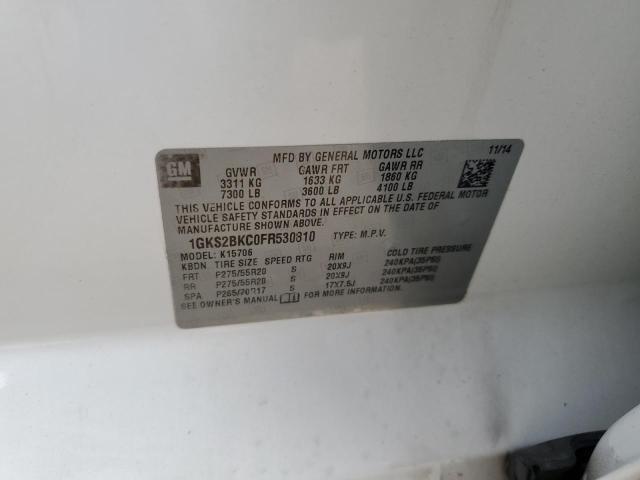 GM
MFD BY GENERAL MOTORS LLC 11/14
GVWR GAWR FRT GAWR RR
3311 KG 1633 KG 1860 KG
7300 LB 3600 LB 4100 LB
THIS VEHICLE CONFORMS TO ALL APPLICABLE U.S. FEDERAL MOTOR
VEHICLE SAFETY STANDARDS IN EFFECT ON THE DATE OF
MANUFACTURE SHOWN ABOVE.
1GKS2BKC0FR530810 TYPE: M.P.V.
MODEL: K15706
KBDN TIRE SIZE SPEED RTG RIM COLD TIRE PRESSURE
FRT P275/55R20 S 20X9J 240KPA(35PSI)
RR P275/55R20 S 20X9J 240KPA(35PSI)
SPA P265/70R17 S 17X7.5J 240KPA(35PSI)
SEE OWNER'S MANUAL FOR MORE INFORMATION.